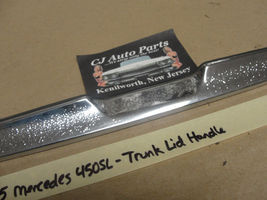 CJ Auto Parts
Kenilworth, New Jersey
5 Mercedes 450SL - Trunk Lid Handle